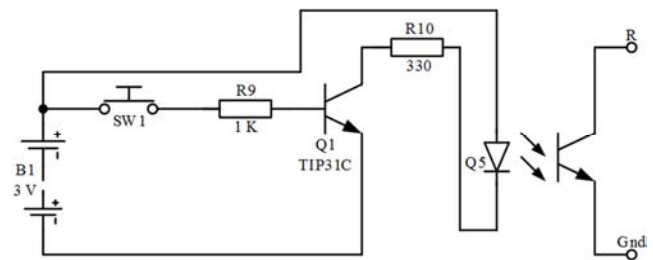 R10
330
R
R9
1 K
SW1
Q1
TIP31C
B1
3 V
Q5
+
-
+
-
Gnd